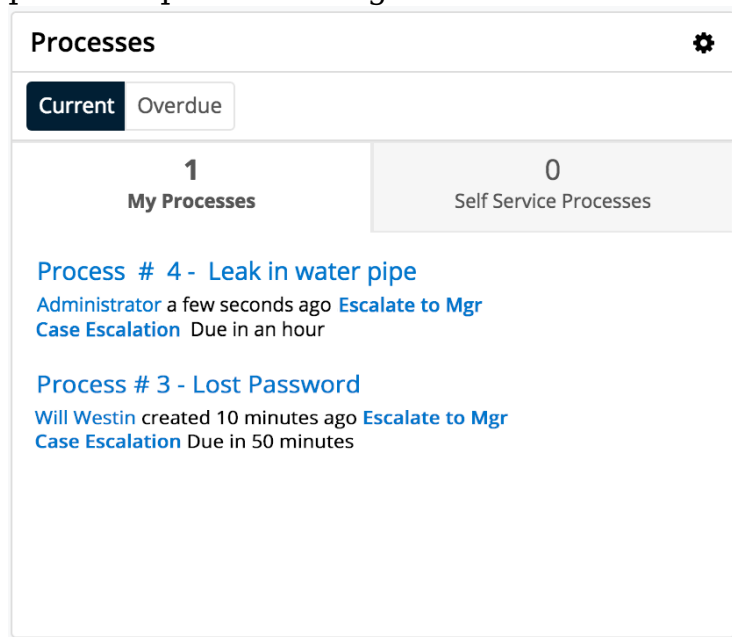 Processes
Current Overdue
1 0
My Processes Self Service Processes
Process # 4 - Leak in water pipe
Administrator a few seconds ago Escalate to Mgr
Case Escalation Due in an hour
Process # 3 - Lost Password
Will Westin created 10 minutes ago Escalate to Mgr
Case Escalation Due in 50 minutes